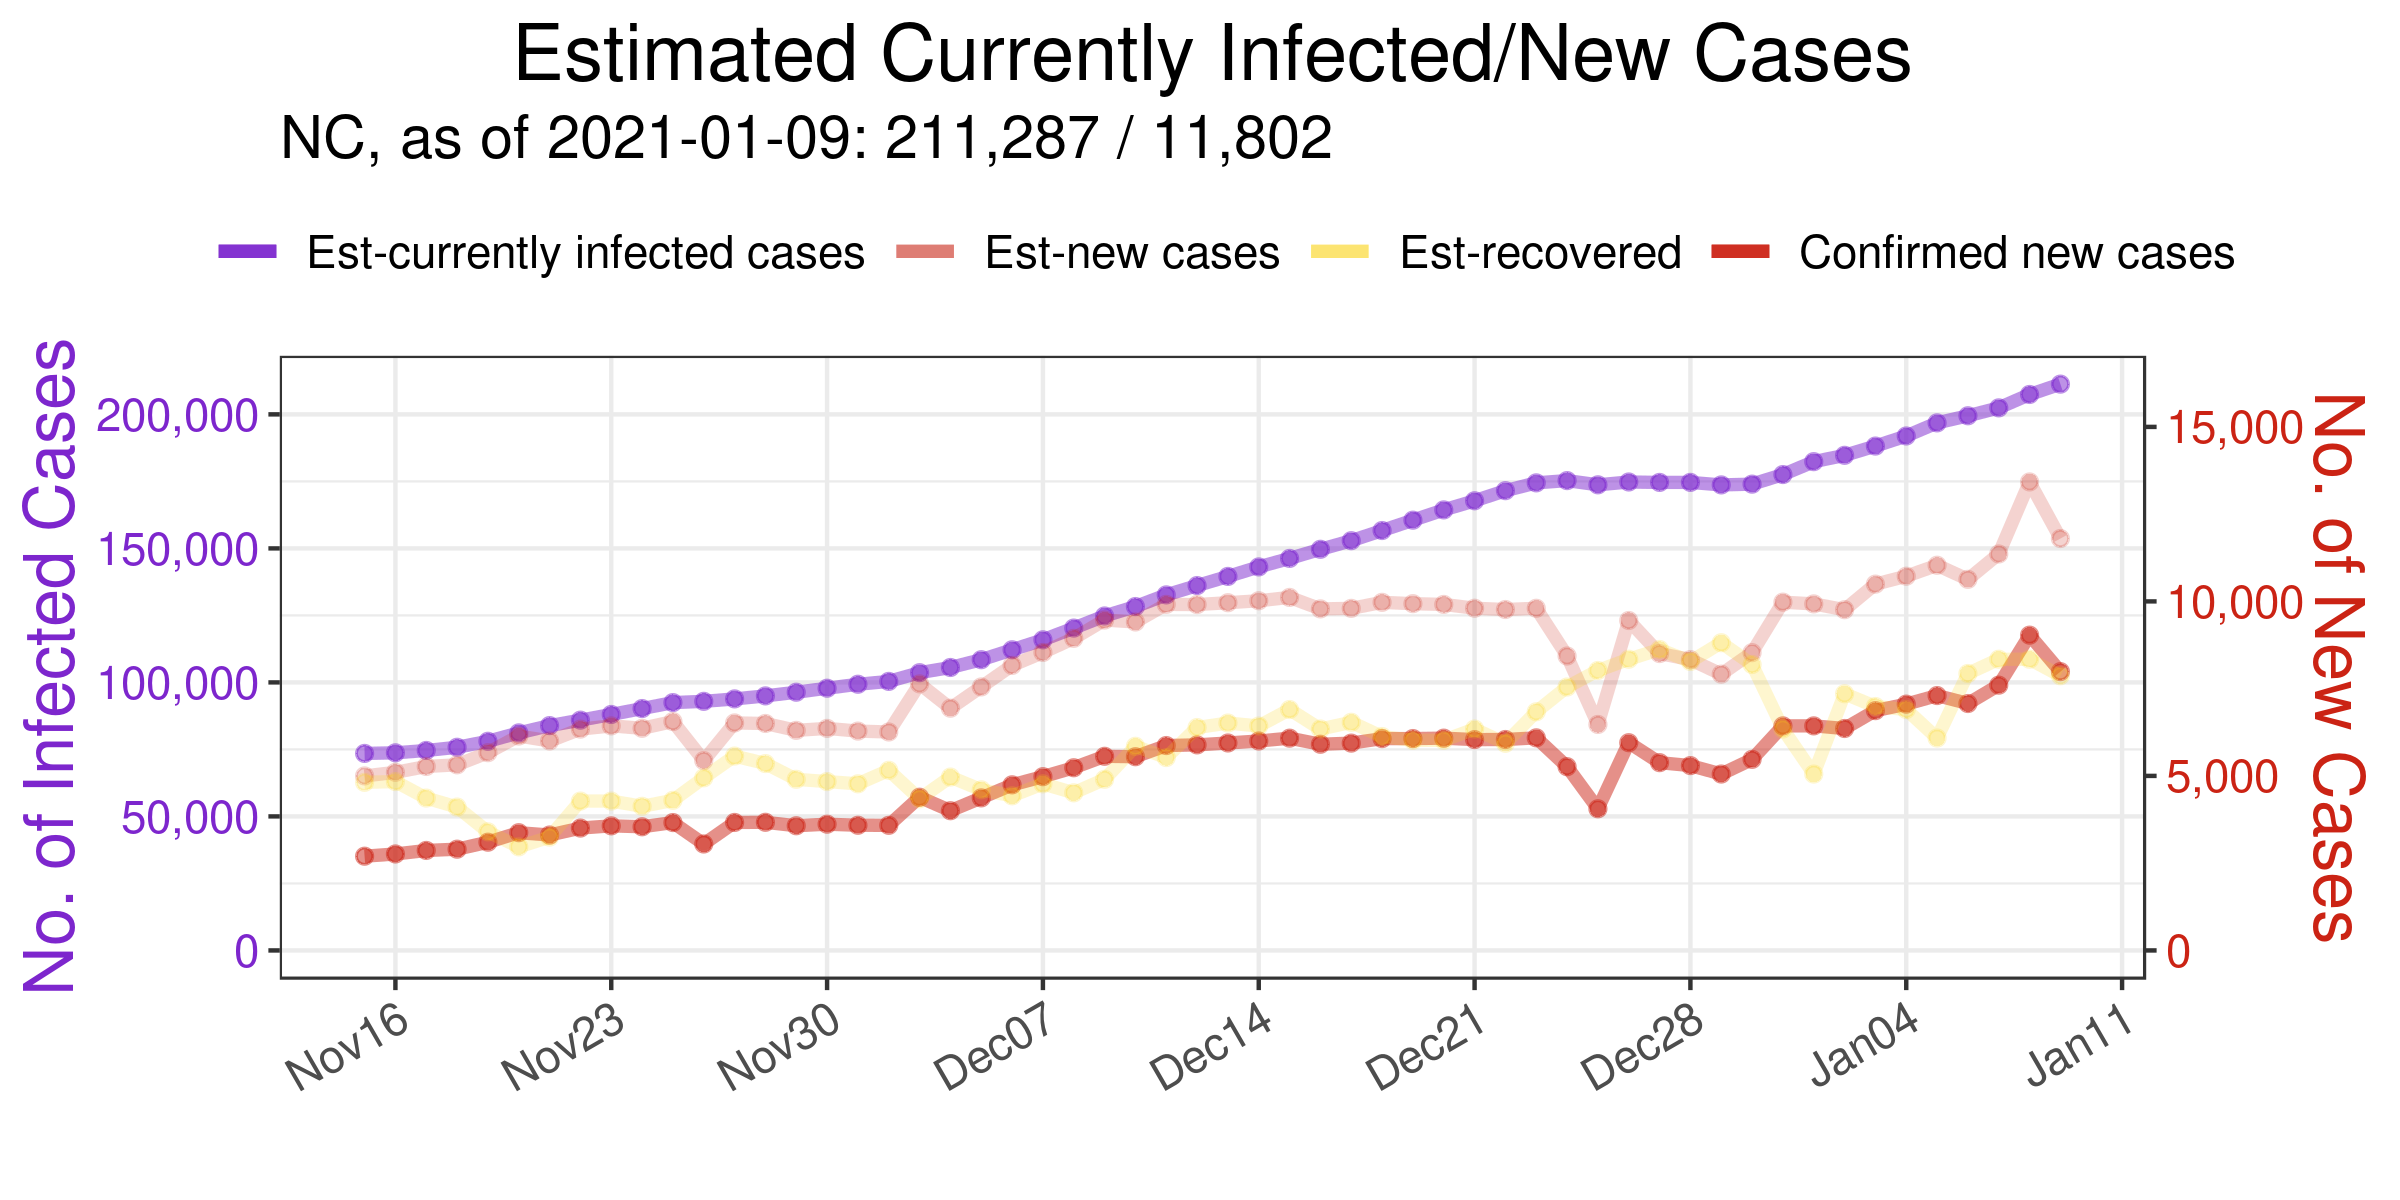 Estimated Currently Infected/New Cases
NC, as of 2021-01-09: 211,287 / 11,802
Est-currently infected cases Est-new cases Est-recovered Confirmed new cases
No. of Infected Cases
200,000
150,000
100,000
50,000
0
15,000
10,000
5,000
0
No. of New Cases
Nov16 Nov23 Nov30 Dec07 Dec14 Dec21 Dec28 Jan04 Jan11